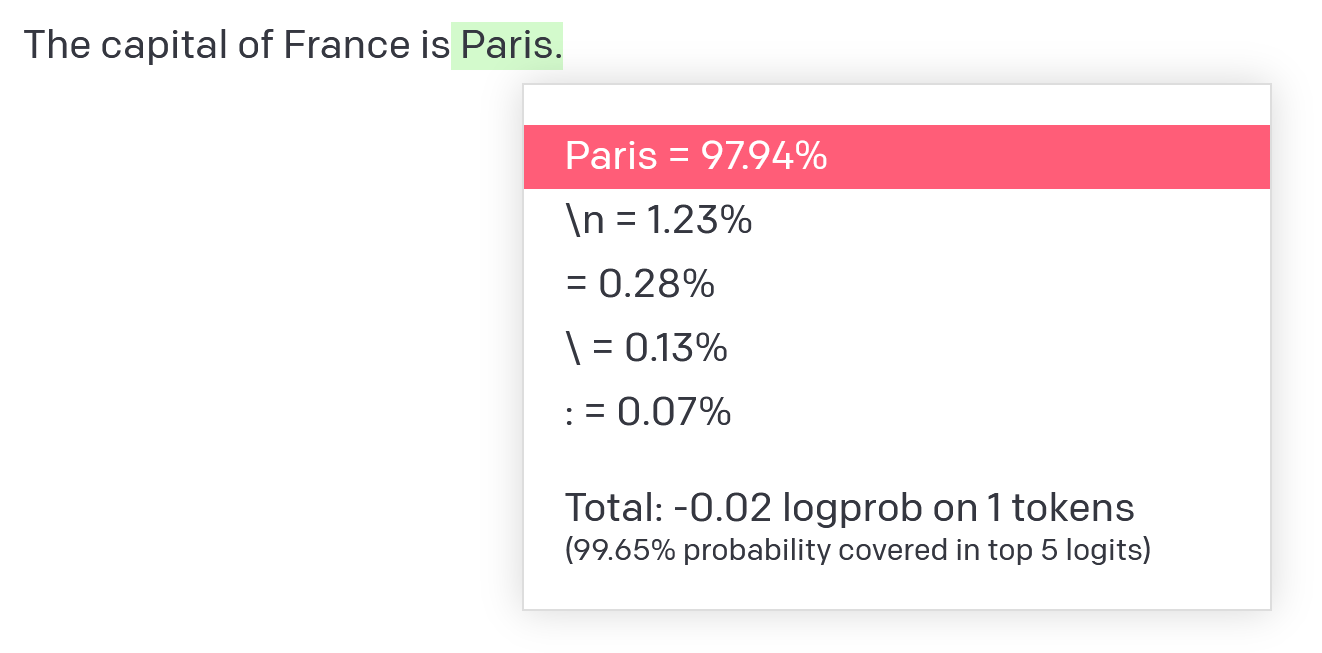 The capital of France is Paris.
Paris = 97.94%
\n = 1.23%
= 0.28%
\ = 0.13%
: = 0.07%
Total: -0.02 logprob on 1 tokens
(99.65% probability covered in top 5 logits)